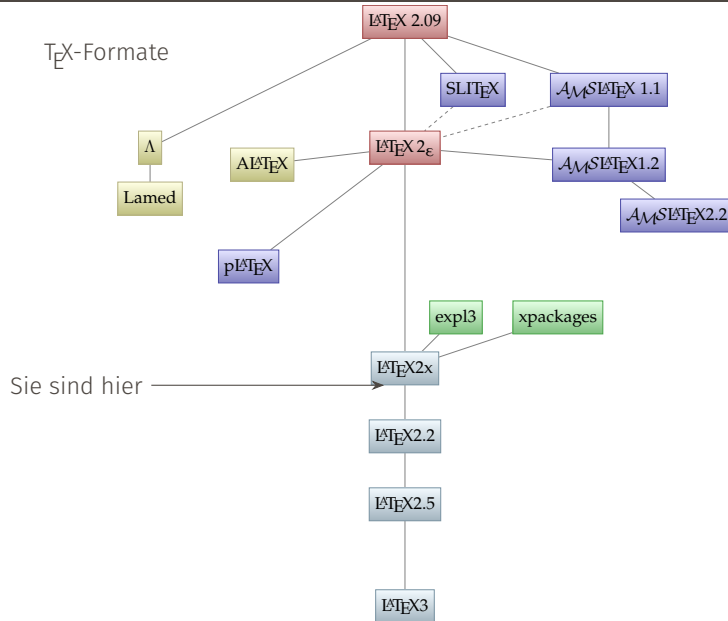 LATEX 2.09
TEX-Formate
SLITEX
AMSLATEX 1.1
Λ
ALATEX
LATEX 2ε
AMSLATEX1.2
Lamed
AMSLATEX2.2
pLATEX
expl3
xpackages
LATEX2x
Sie sind hier
LATEX2.2
LATEX2.5
LATEX3